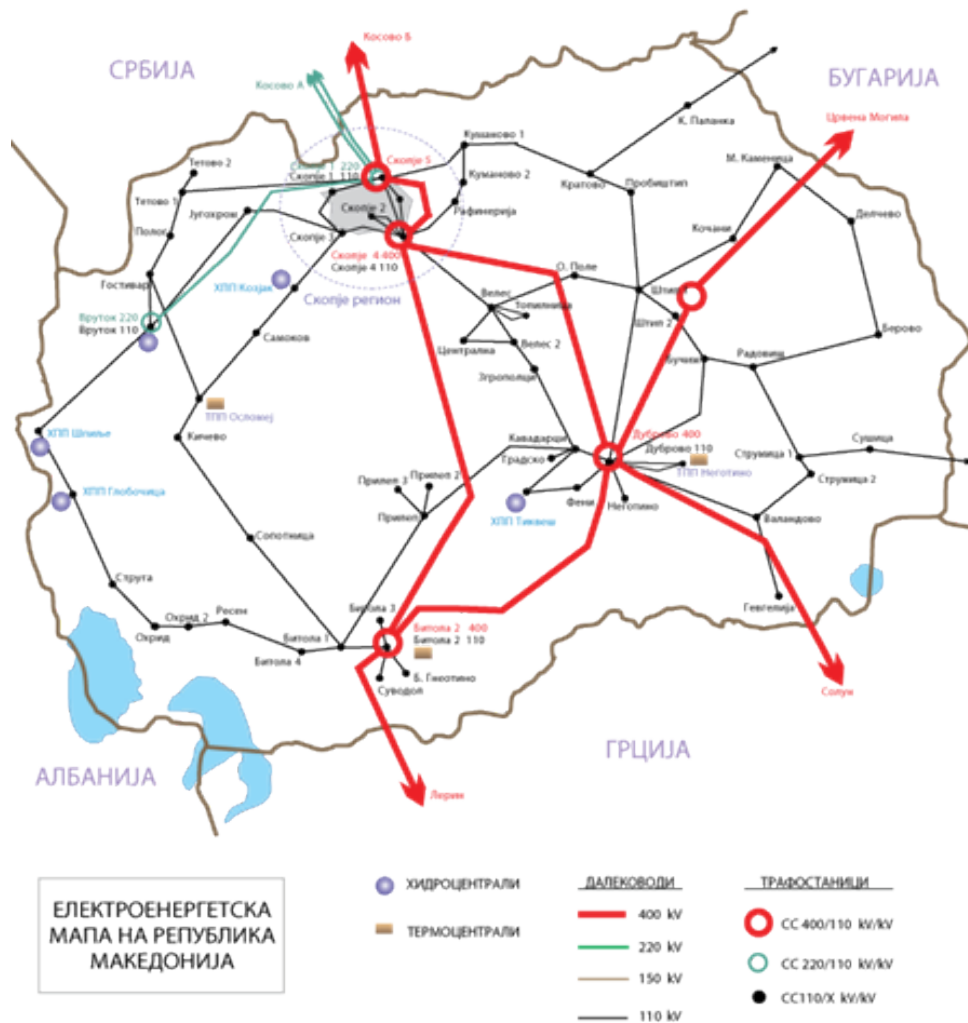 Косово Б
СРБИЈА
БУГАРИЈА
Косово А
Црвена Могила
К. Паланка
Куманово 1
Тетово 2
Скопје 1 220
Скопје 5
Скопје 1 110
М. Каменица
Куманово 2
Кратово
Пробиштип
Тетово 1
Југохром
Скопје 2
Рафинерија
Делчево
Полог
Скопје 3
Кочани
Скопје 4 400
Скопје 4 110
О. Поле
Гостивар
ХПП Козјак
Скопје регион
Велес
Штип 1
Топилница
Вруток 220
Вруток 110
Штип 2
Самоков
Берово
Централна
Велес 2
Бучим
Радовиш
Згрополци
ТПП Осломеј
ХПП Шпиље
Кичево
Кавадарци
Дуброво 400
Дуброво 110
Сушица
Градско
Струмица 1
ТПП Неготино
Прилеп 2
Прилеп 3
Струмица 2
ХПП Глобочица
Фени
Неготино
ХПП Тиквеш
Прилеп
Валандово
Сопотница
Струга
Гевгелија
Битола 3
Ресен
Охрид 2
Охрид
Битола 2 400
Битола 1
Битола 2 110
Битола 4
Б. Гнеотино
Суводол
Солун
ГРЦИЈА
АЛБАНИЈА
Лерин
ЕЛЕКТРОЕНЕРГЕТСКА
МАПА НА РЕПУБЛИКА
МАКЕДОНИЈА
ХИДРОЦЕНТРАЛИ
ТЕРМОЦЕНТРАЛИ
ДАЛЕКОВОДИ
400 kV
220 kV
150 kV
110 kV
ТРАФОСТАНИЦИ
СС 400/110 kV/kV
СС 220/110 kV/kV
СС110/X kV/kV